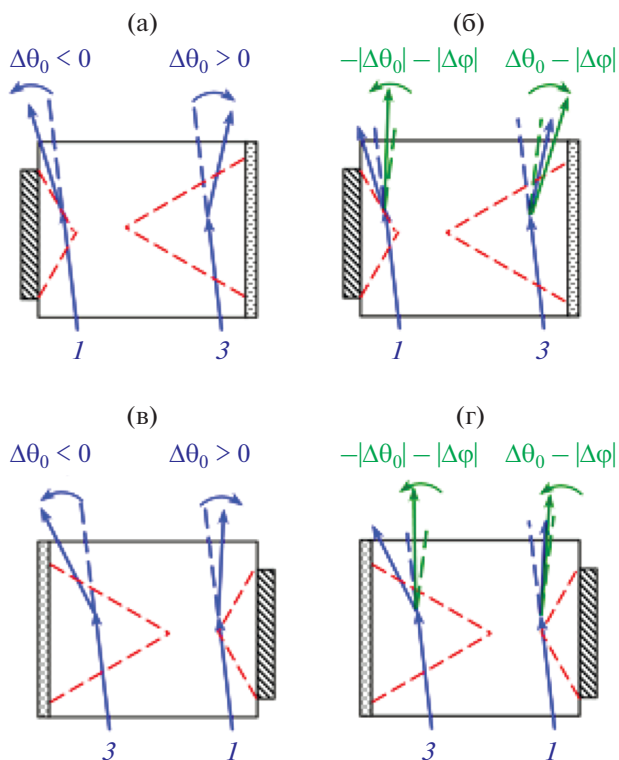 (а)
(б)
Δθ₀ < 0
Δθ₀ > 0
−|Δθ₀| − |Δφ|
Δθ₀ − |Δφ|
1
3
1
3
(в)
(г)
Δθ₀ < 0
Δθ₀ > 0
−|Δθ₀| − |Δφ|
Δθ₀ − |Δφ|
3
1
3
1